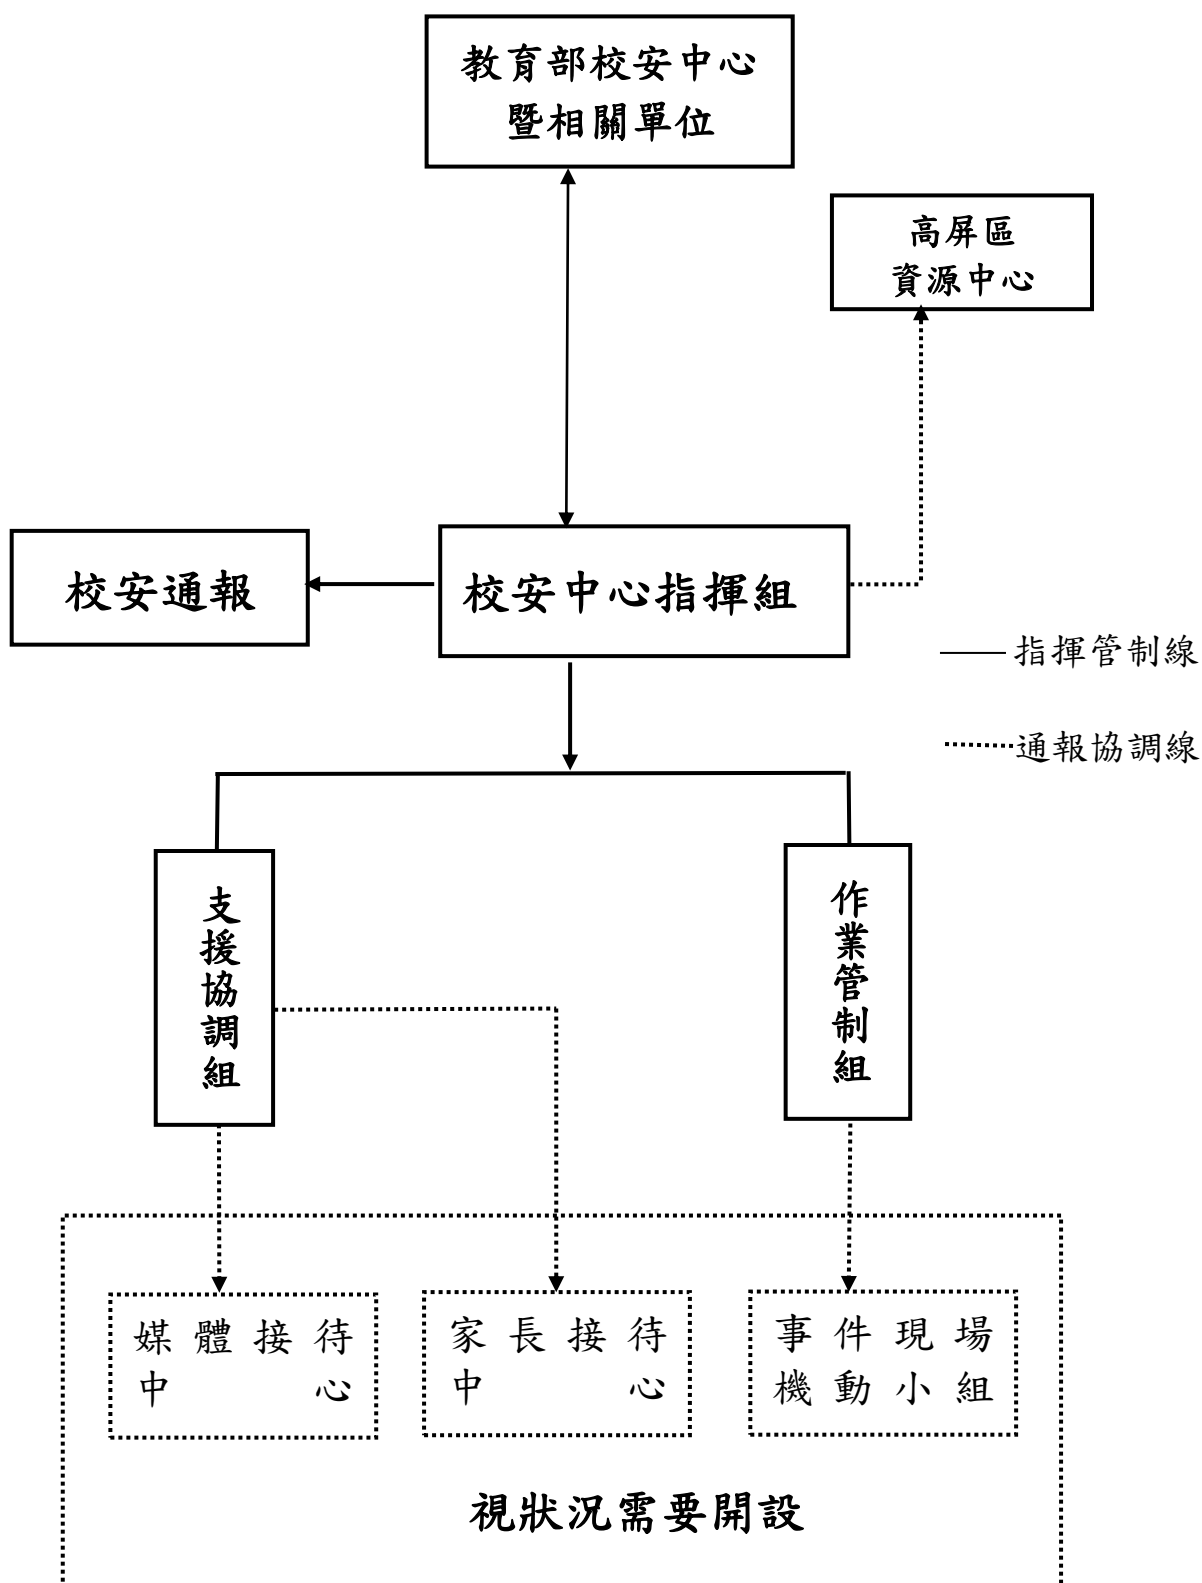 教育部校安中心
暨相關單位
高屏區
資源中心
校安通報
校安中心指揮組
指揮管制線
通報協調線
支援協調組
作業管制組
媒體接待
中心
家長接待
中心
事件現場
機動小組
視狀況需要開設